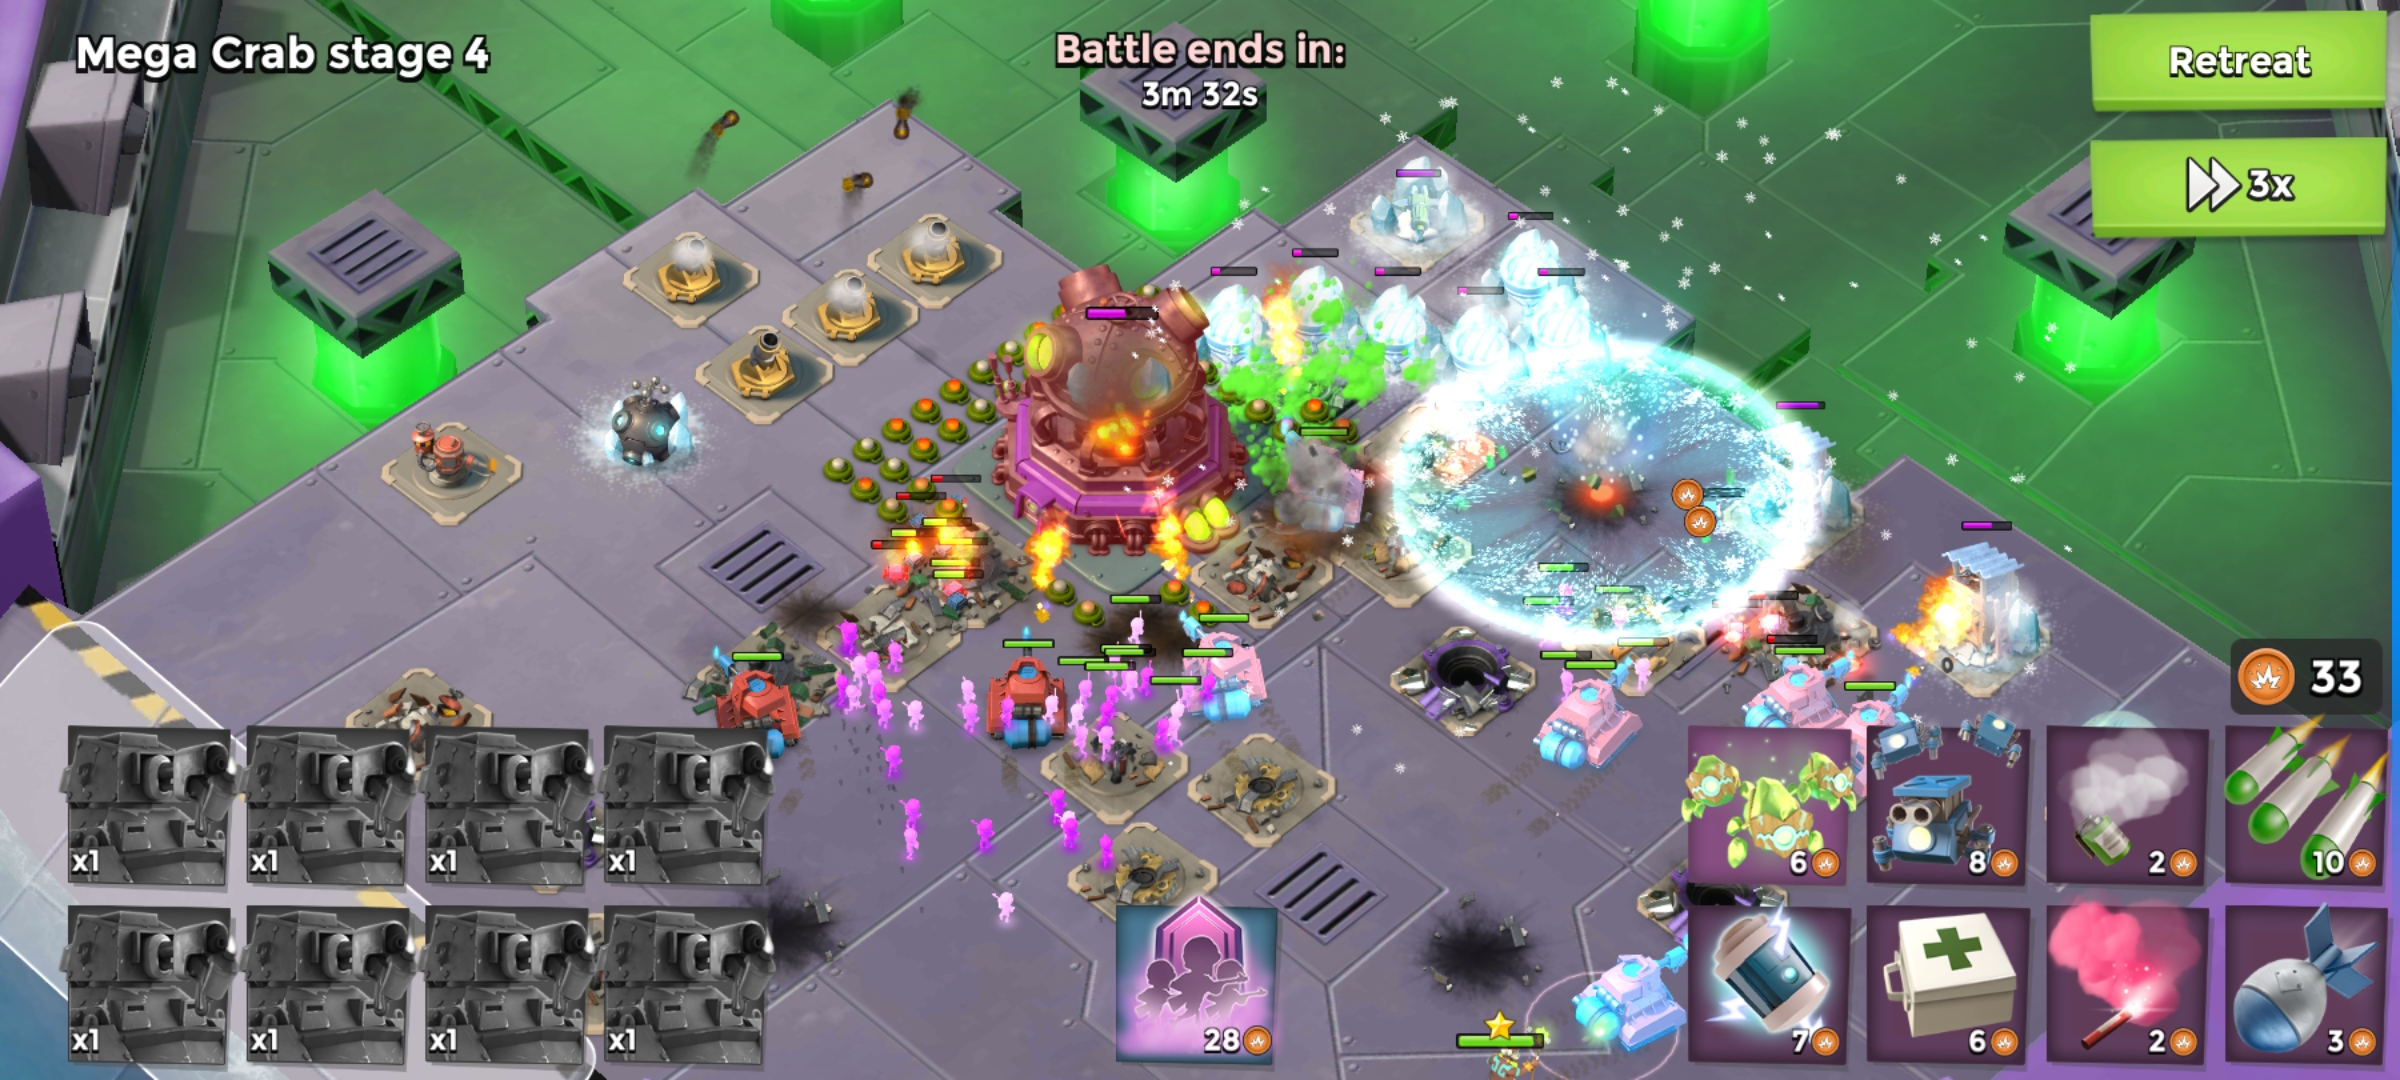 Mega Crab stage 4
Battle ends in:
3m 32s
Retreat
3x
33
x1 x1 x1 x1
6 8 2 10
x1 x1 x1 x1
28
7 6 2 3